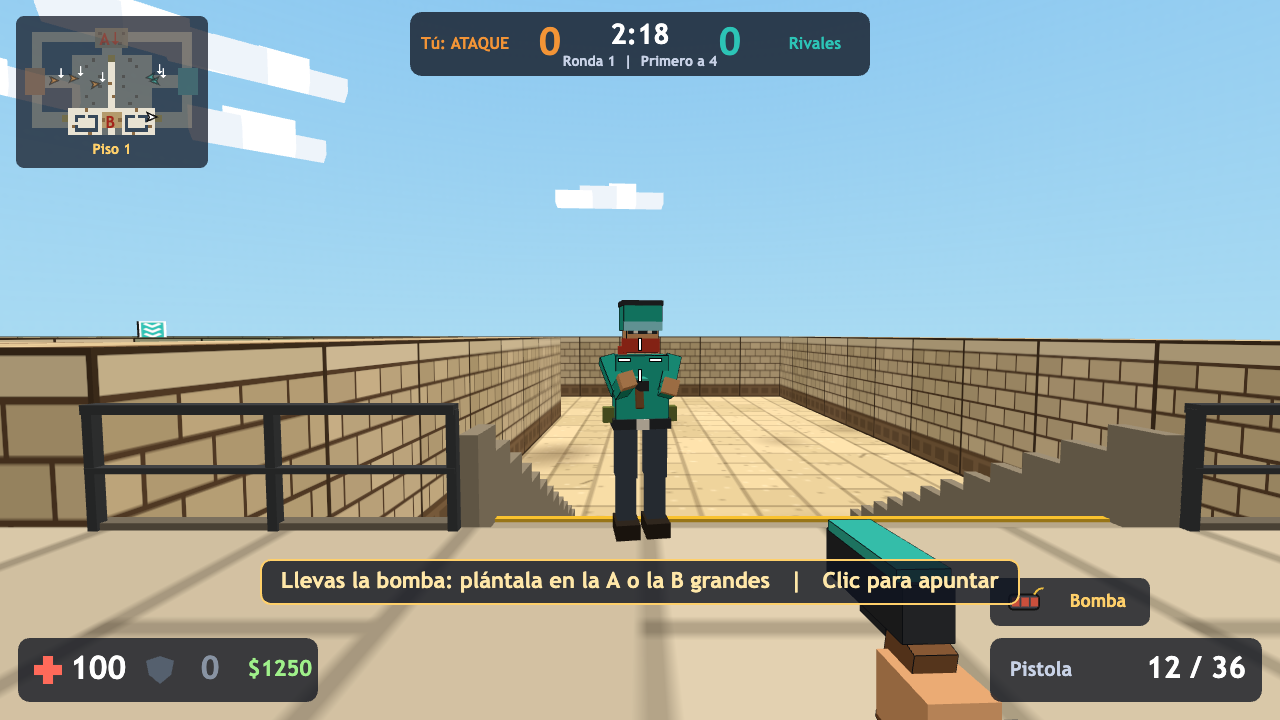 A
B
Piso 1
Tú: ATAQUE
0
2:18
0
Rivales
Ronda 1 | Primero a 4
Llevas la bomba: plántala en la A o la B grandes | Clic para apuntar
Bomba
100
0
$1250
Pistola
12 / 36